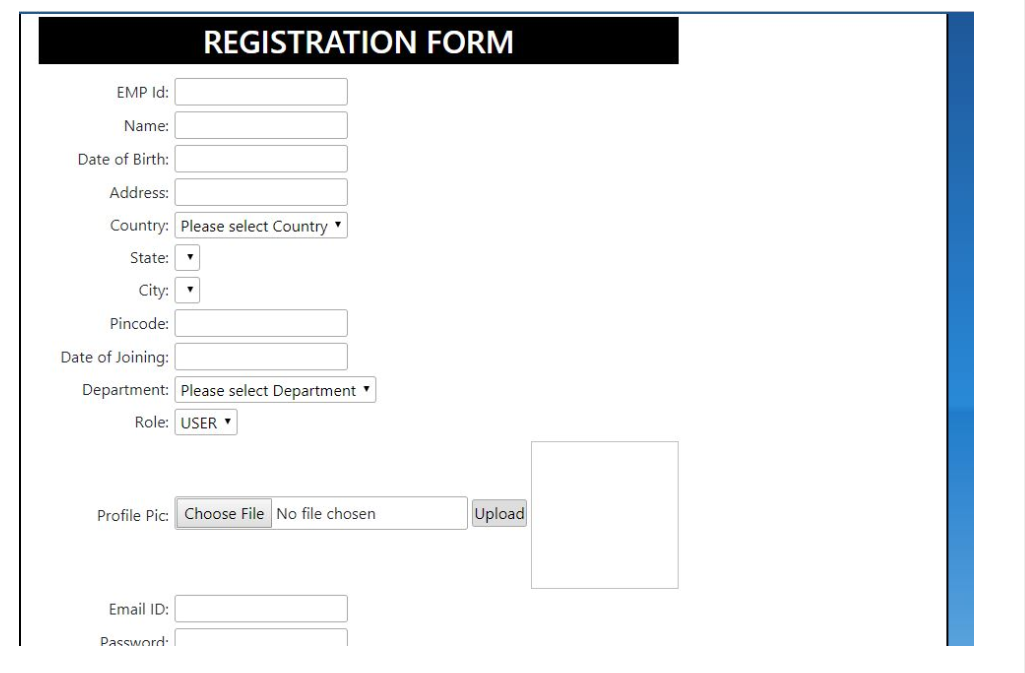 REGISTRATION FORM
EMP Id:
Name:
Date of Birth:
Address:
Country: Please select Country
State:
City:
Pincode:
Date of Joining:
Department: Please select Department
Role: USER
Profile Pic: Choose File No file chosen Upload
Email ID:
Password: